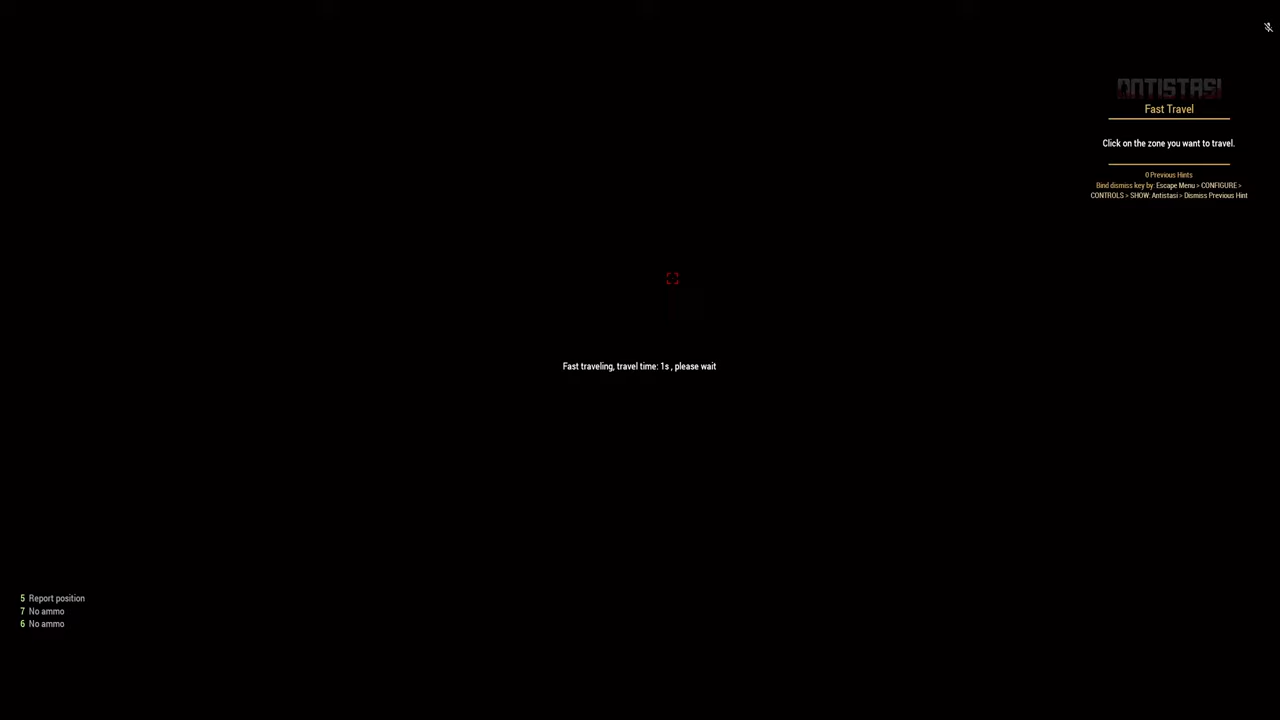 ANTISTASI
Fast Travel
Click on the zone you want to travel.
0 Previous Hints
Bind dismiss key by: Escape Menu > CONFIGURE >
CONTROLS > SHOW: Antistasi > Dismiss Previous Hint
Fast traveling, travel time: 1s , please wait
5 Report position
7 No ammo
6 No ammo